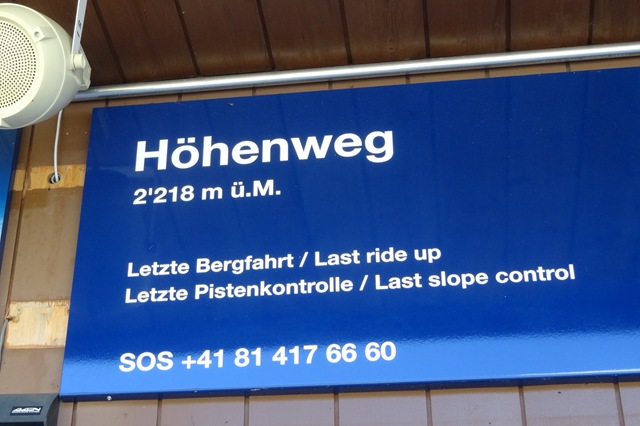 Höhenweg
2'218 m ü.M.
Letzte Bergfahrt / Last ride up
Letzte Pistenkontrolle / Last slope control
SOS +41 81 417 66 60